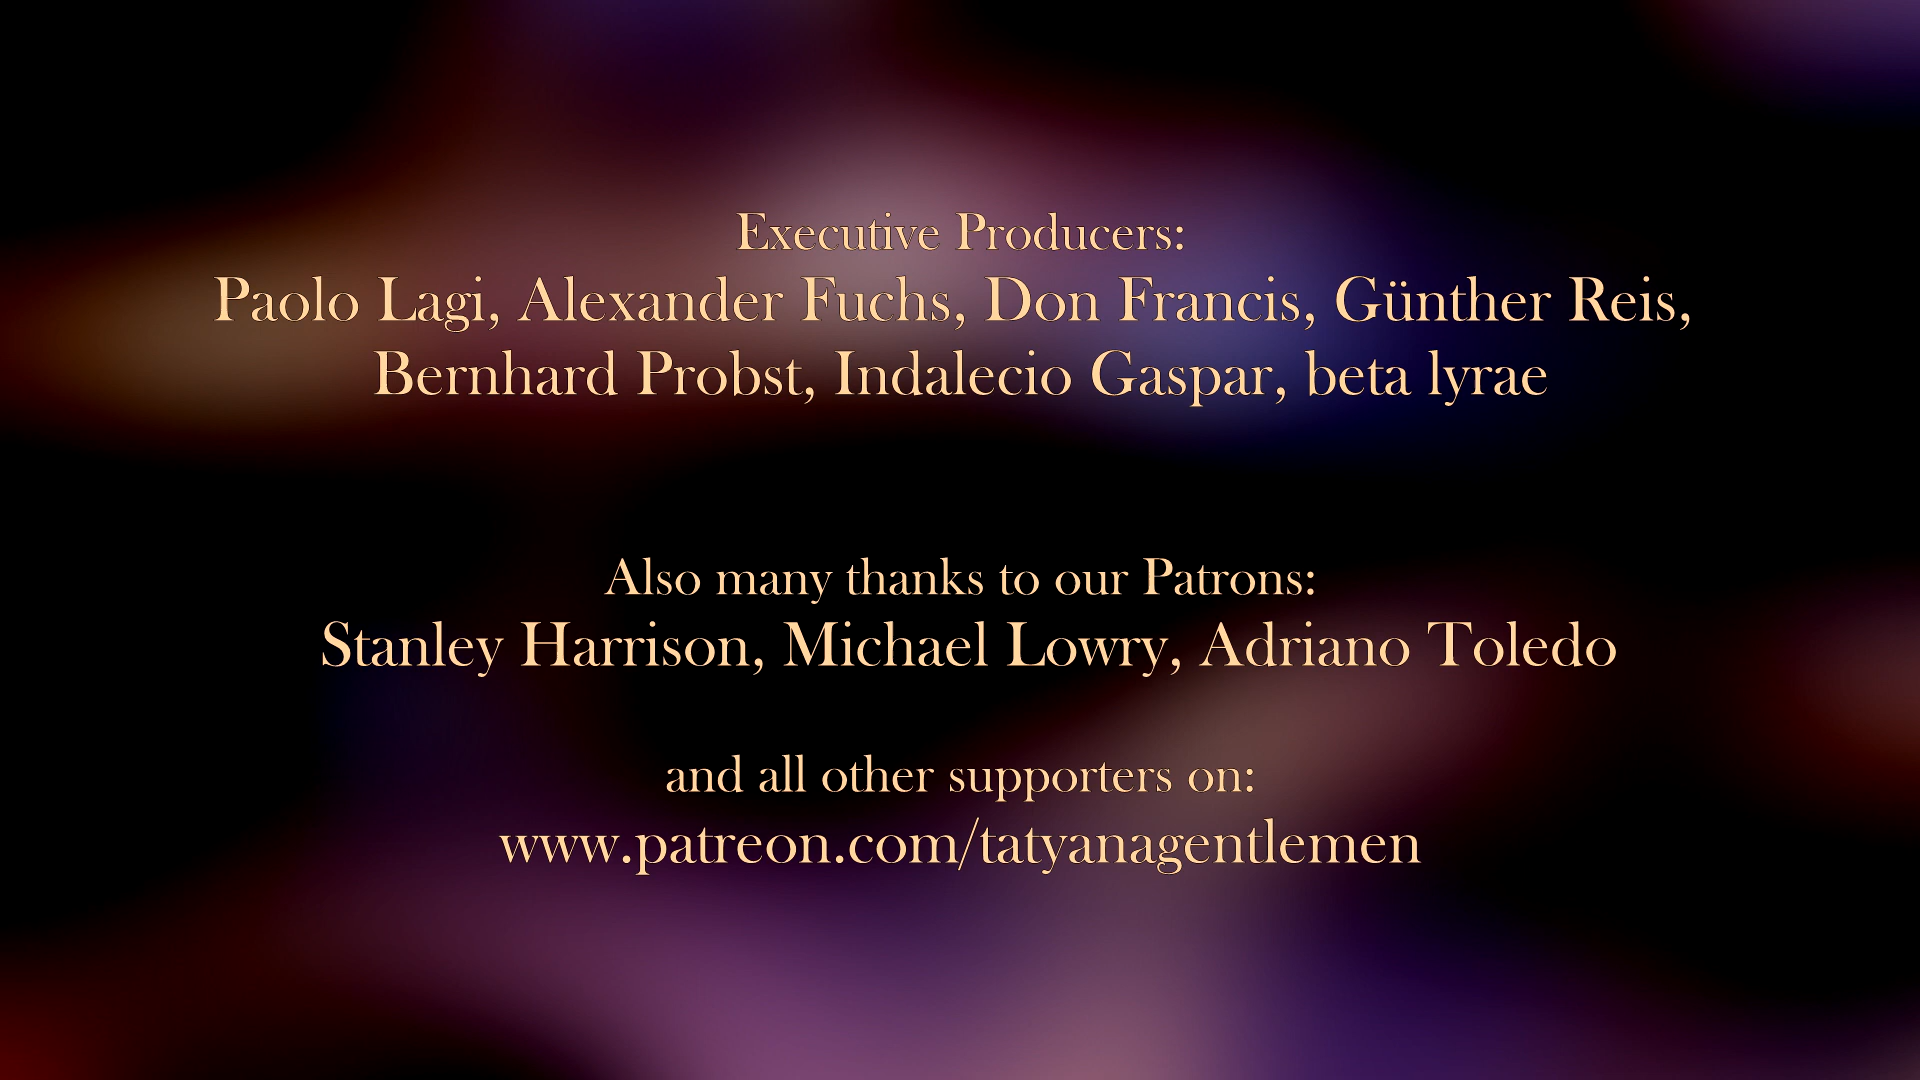 Executive Producers:
Paolo Lagi, Alexander Fuchs, Don Francis, Günther Reis,
Bernhard Probst, Indalecio Gaspar, beta lyrae
Also many thanks to our Patrons:
Stanley Harrison, Michael Lowry, Adriano Toledo
and all other supporters on:
www.patreon.com/tatyanagentlemen